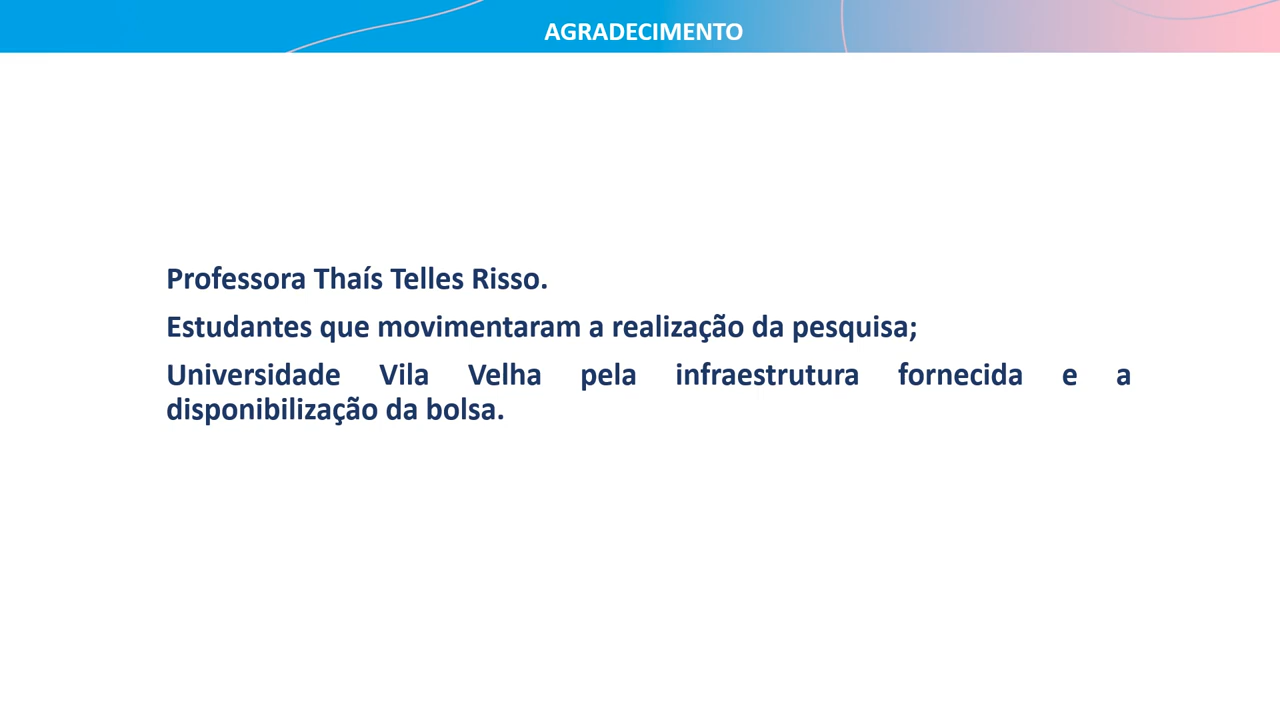 AGRADECIMENTO
Professora Thaís Telles Risso.
Estudantes que movimentaram a realização da pesquisa;
Universidade Vila Velha pela infraestrutura fornecida e a
disponibilização da bolsa.